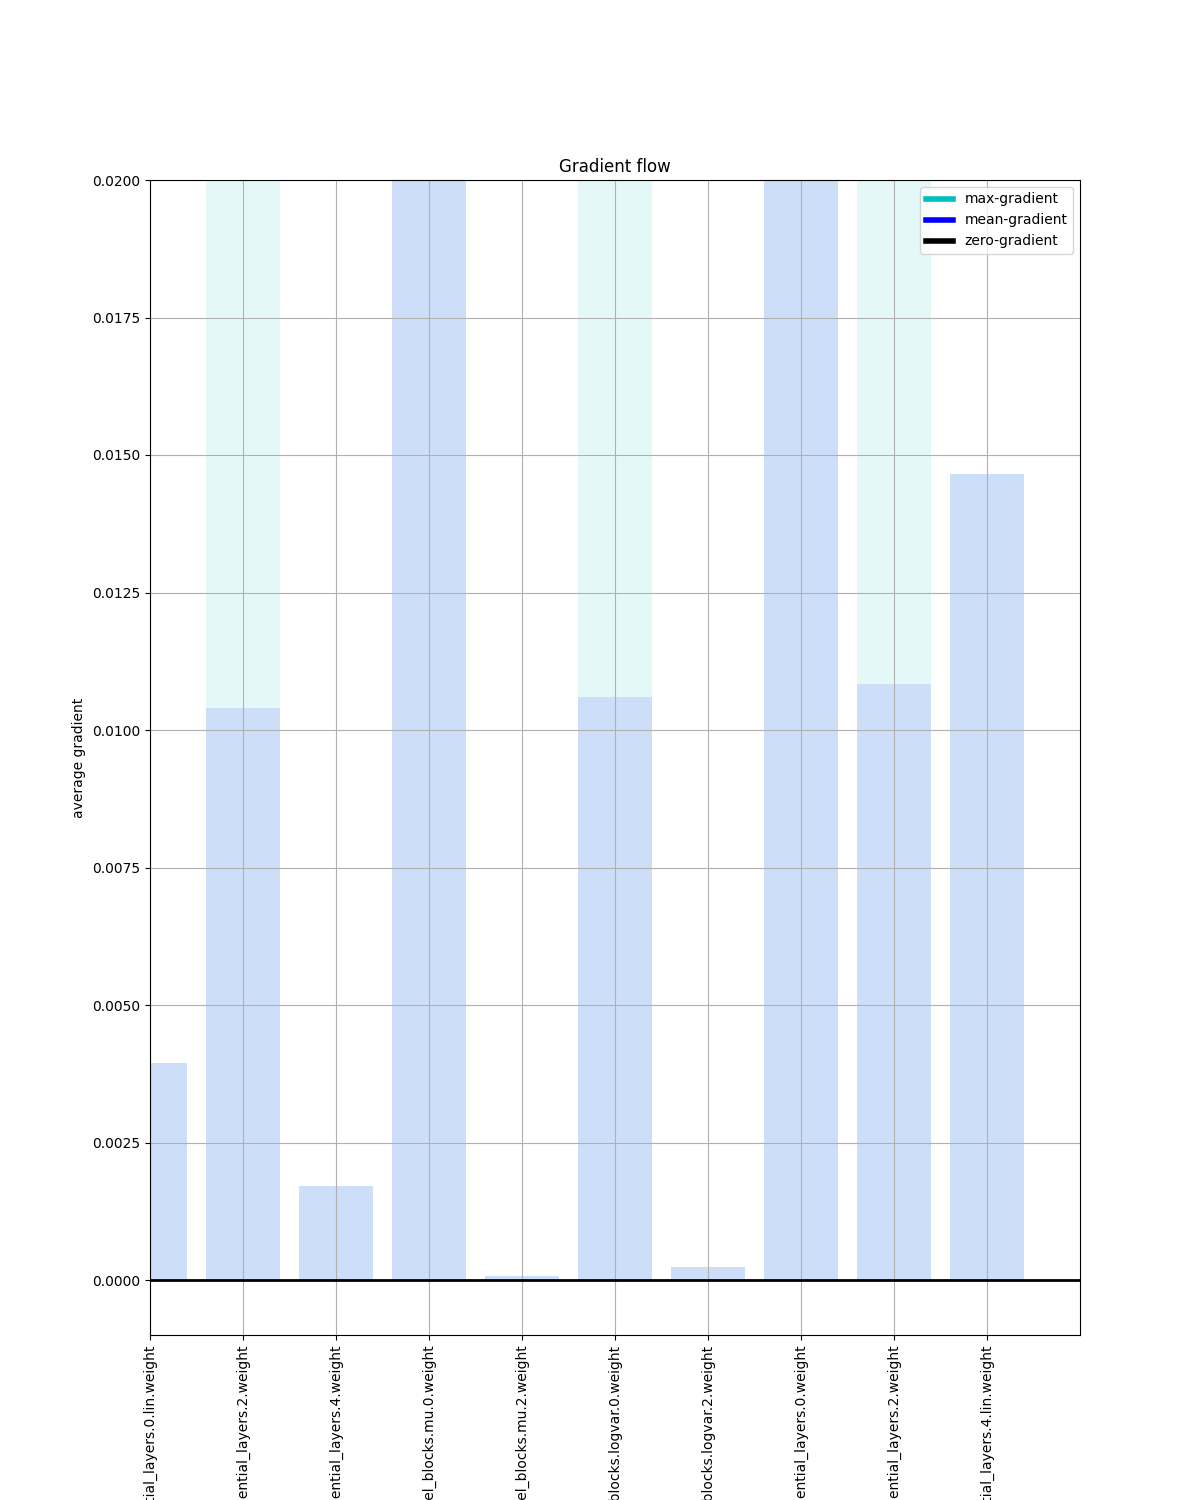 Gradient flow
max-gradient
mean-gradient
zero-gradient
0.0200
0.0175
0.0150
0.0125
0.0100
0.0075
0.0050
0.0025
0.0000
average gradient
tial_layers.0.lin.weight
ential_layers.2.weight
ential_layers.4.weight
el_blocks.mu.0.weight
el_blocks.mu.2.weight
blocks.logvar.0.weight
blocks.logvar.2.weight
ential_layers.0.weight
ential_layers.2.weight
tial_layers.4.lin.weight